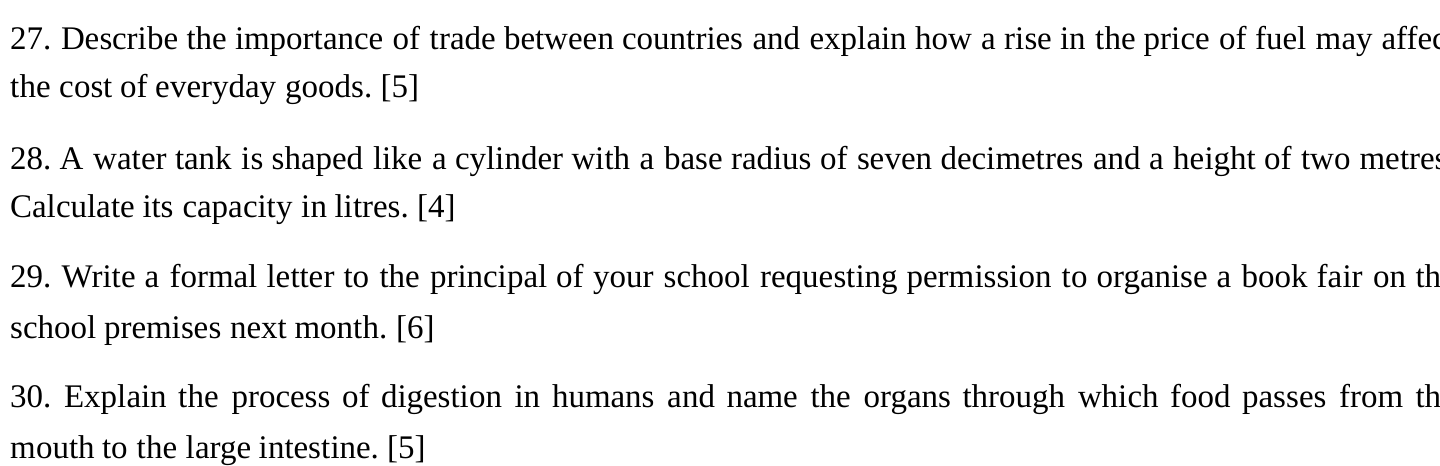 27. Describe the importance of trade between countries and explain how a rise in the price of fuel may affec
the cost of everyday goods. [5]
28. A water tank is shaped like a cylinder with a base radius of seven decimetres and a height of two metres
Calculate its capacity in litres. [4]
29. Write a formal letter to the principal of your school requesting permission to organise a book fair on th
school premises next month. [6]
30. Explain the process of digestion in humans and name the organs through which food passes from th
mouth to the large intestine. [5]